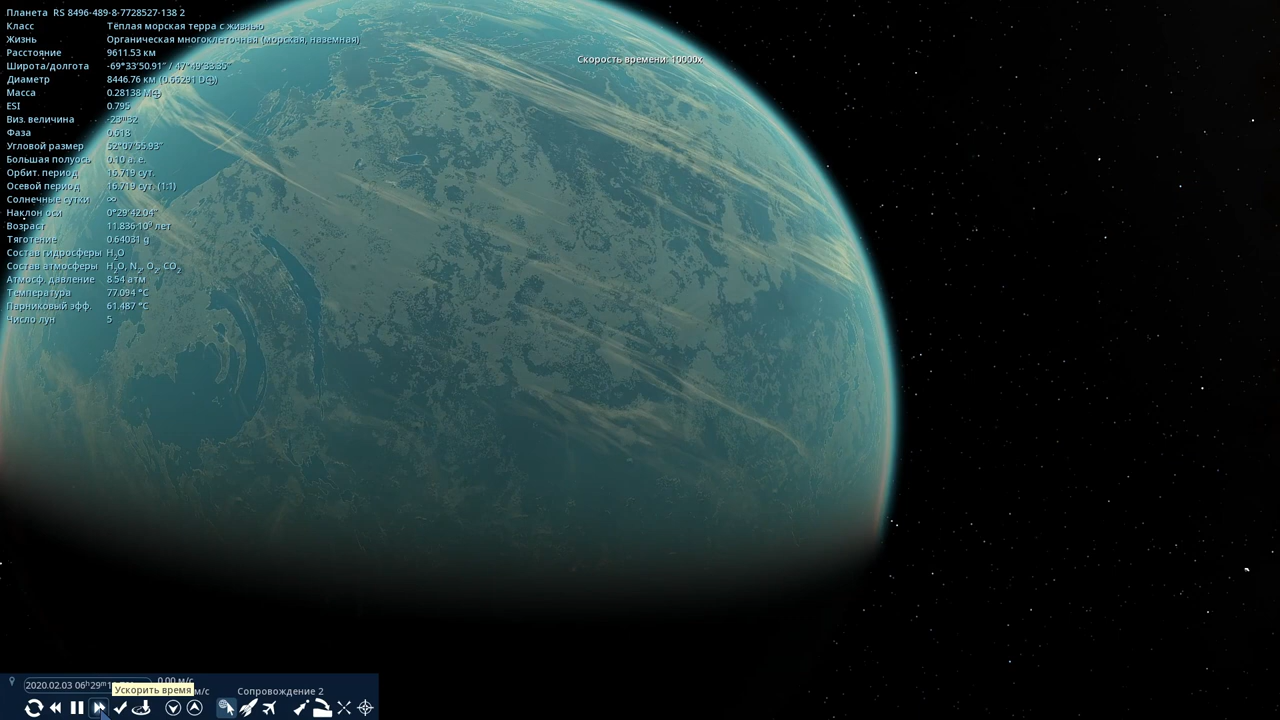 Планета RS 8496-489-8-7728527-138 2
Класс Тёплая морская терра с жизнью
Жизнь Органическая многоклеточная (морская, наземная)
Расстояние 9611.53 км
Скорость времени: 10000x
Широта/долгота -69°33'50.91" / 47°49'33.35"
Диаметр 8446.76 км (0.66291 D⊕)
Масса 0.28138 M⊕
ESI 0.795
Виз. величина -23ᵐ32
Фаза 0.618
Угловой размер 52°07'55.93"
Большая полуось 0.10 а. е.
Орбит. период 16.719 сут.
Осевой период 16.719 сут. (1:1)
Солнечные сутки ∞
Наклон оси 0°29'42.04"
Возраст 11.836·10⁹ лет
Тяготение 0.64031 g
Состав гидросферы H₂O
Состав атмосферы H₂O, N₂, O₂, CO₂
Атмосф. давление 8.54 атм
Температура 77.094 °C
Парниковый эфф. 61.487 °C
Число лун 5
2020.02.03 06ʰ29ᵐ 0.00 м/с
Ускорить время м/с Сопровождение 2